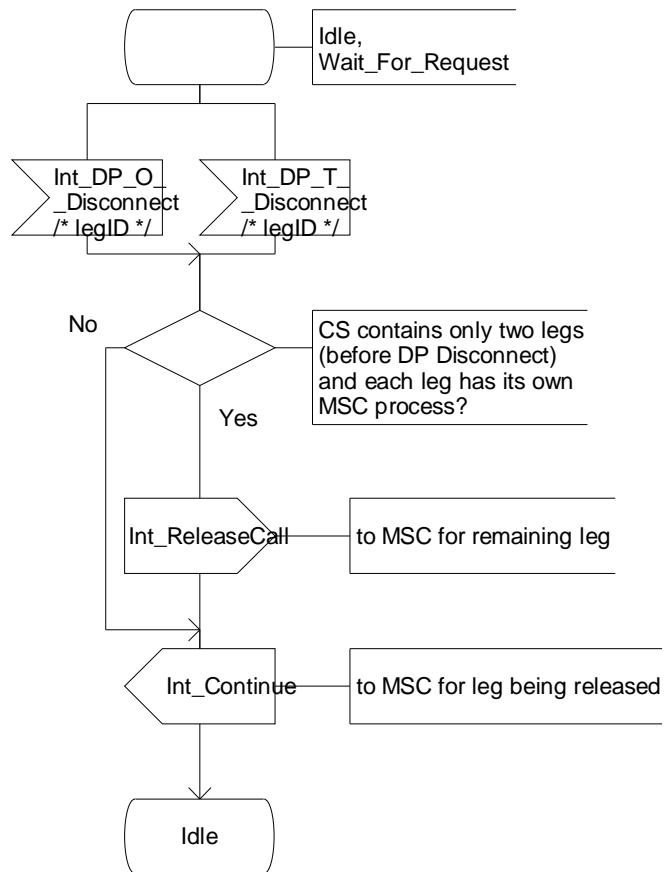 Idle,
Wait_For_Request
Int_DP_O_
_Disconnect
/* legID */
Int_DP_T_
_Disconnect
/* legID */
No
CS contains only two legs
(before DP Disconnect)
and each leg has its own
MSC process?
Yes
Int_ReleaseCall
to MSC for remaining leg
Int_Continue
to MSC for leg being released
Idle